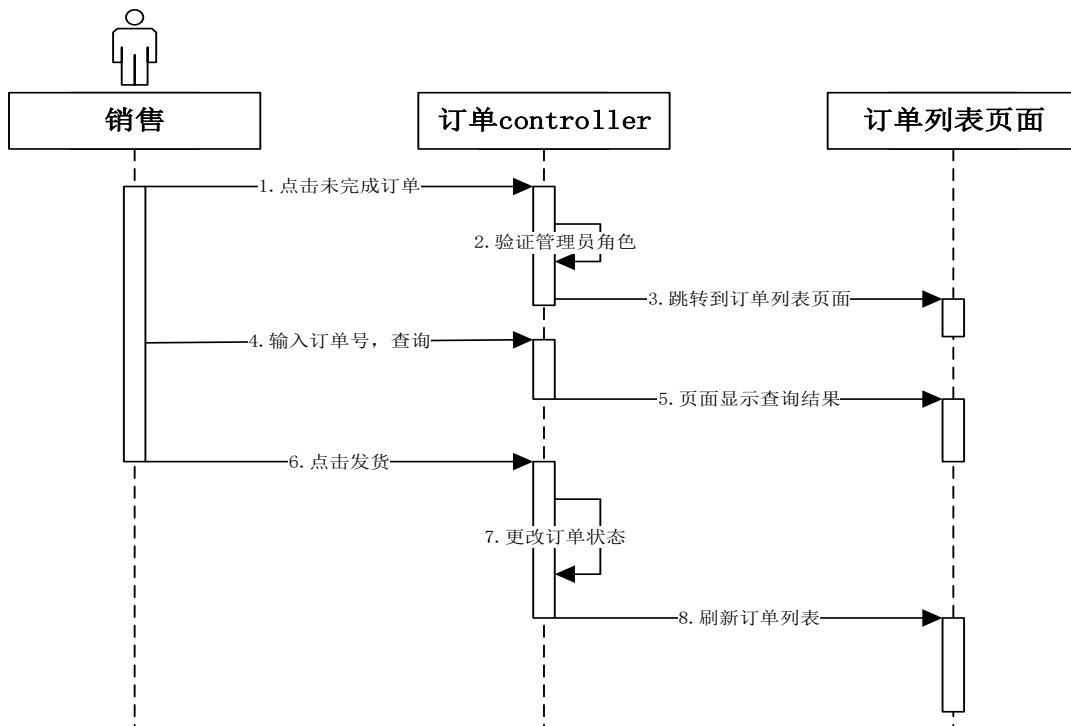 销售
订单controller
订单列表页面
1.点击未完成订单
2.验证管理员角色
3.跳转到订单列表页面
4.输入订单号，查询
5.页面显示查询结果
6.点击发货
7.更改订单状态
8.刷新订单列表